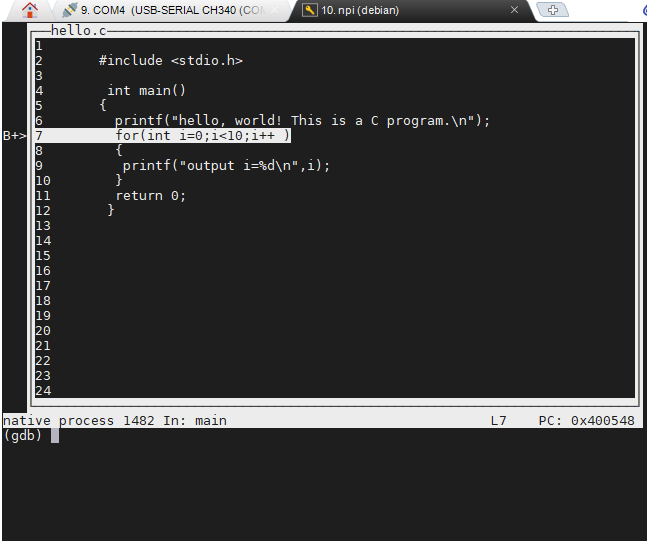 9. COM4 (USB-SERIAL CH340 (CON
10. npi (debian)
hello.c
1
2 #include <stdio.h>
3
4 int main()
5 {
6 printf("hello, world! This is a C program.\n");
B+> 7 for(int i=0;i<10;i++ )
8 {
9 printf("output i=%d\n",i);
10 }
11 return 0;
12 }
13
14
15
16
17
18
19
20
21
22
23
24
native process 1482 In: main L7 PC: 0x400548
(gdb)